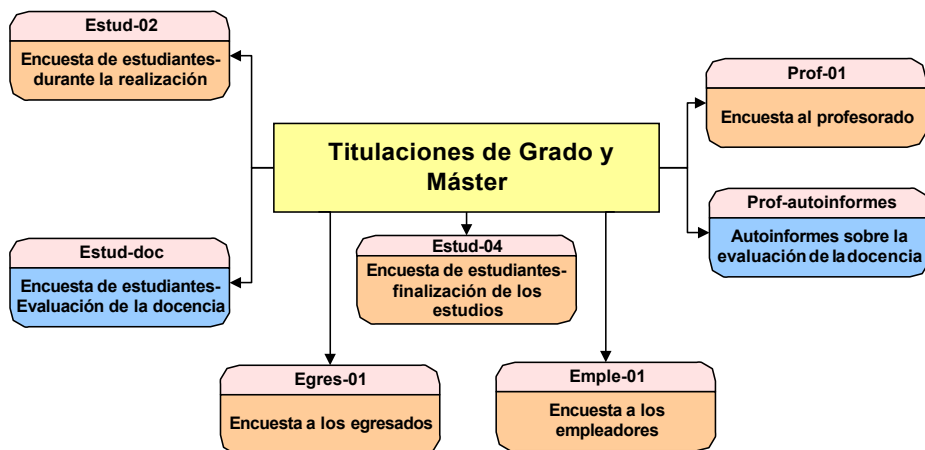 Estud-02
Encuesta de estudiantes-
durante la realización
Prof-01
Encuesta al profesorado
Titulaciones de Grado y
Máster
Prof-autoinformes
Autoinformes sobre la
evaluación de la docencia
Estud-doc
Encuesta de estudiantes-
Evaluación de la docencia
Estud-04
Encuesta de estudiantes-
finalización de los
estudios
Egres-01
Encuesta a los egresados
Emple-01
Encuesta a los
empleadores